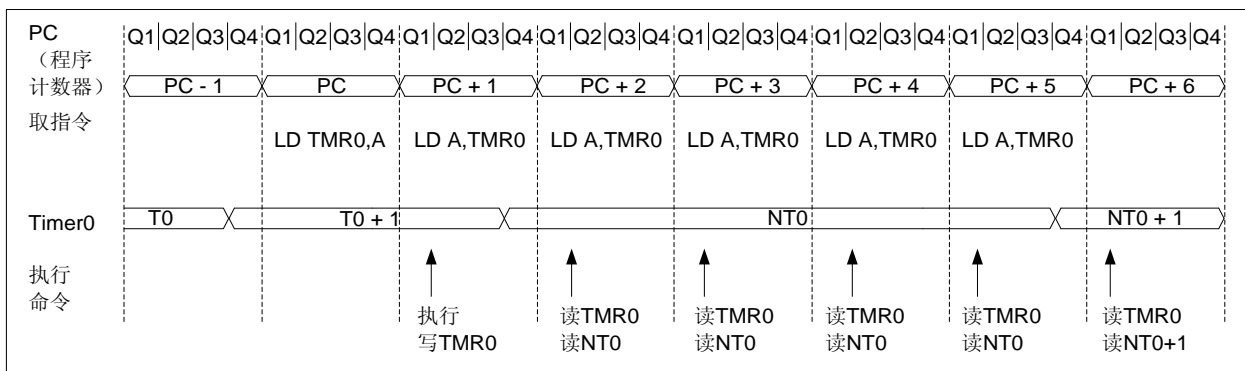 PC
（程序
计数器）
Q1 Q2 Q3 Q4 Q1 Q2 Q3 Q4 Q1 Q2 Q3 Q4 Q1 Q2 Q3 Q4 Q1 Q2 Q3 Q4 Q1 Q2 Q3 Q4 Q1 Q2 Q3 Q4 Q1 Q2 Q3 Q4
PC - 1 PC PC + 1 PC + 2 PC + 3 PC + 4 PC + 5 PC + 6
取指令
LD TMR0,A LD A,TMR0 LD A,TMR0 LD A,TMR0 LD A,TMR0 LD A,TMR0
Timer0 T0 T0 + 1 NT0 NT0 + 1
执行
命令
执行 读TMR0 读TMR0 读TMR0 读TMR0 读TMR0
写TMR0 读NT0 读NT0 读NT0 读NT0 读NT0+1